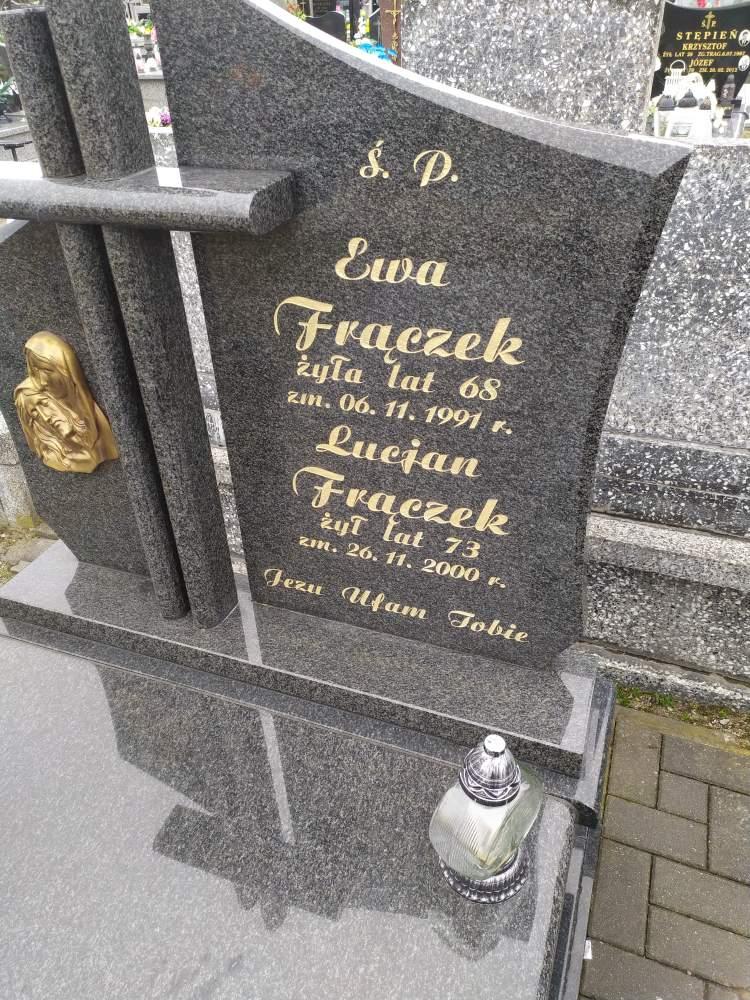 Ś. P.
Ewa
Frączek
żyła lat 68
zm. 06. 11. 1991 r.
Lucjan
Frączek
żył lat 73
zm. 26. 11. 2000 r.
Jezu Ufam Tobie
Ś.P.
STĘPIEŃ
KRZYSZTOF
JÓZEF